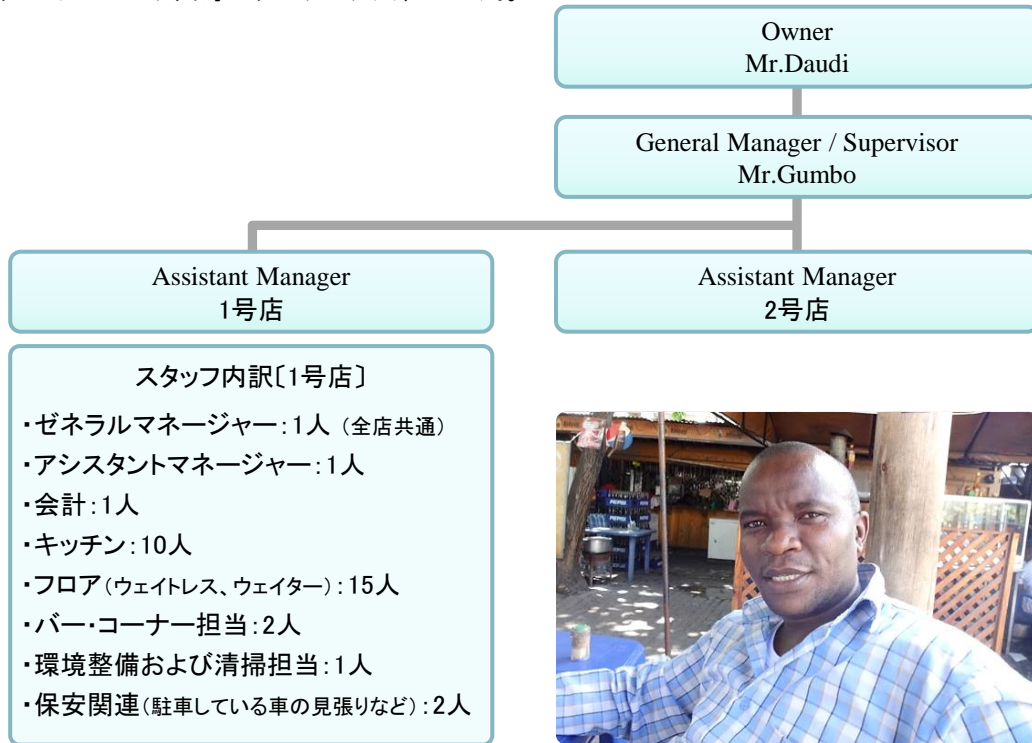 Owner
Mr.Daudi
General Manager / Supervisor
Mr.Gumbo
Assistant Manager
1号店
Assistant Manager
2号店
スタッフ内訳〔1号店〕
・ゼネラルマネージャー:1人（全店共通）
・アシスタントマネージャー:1人
・会計:1人
・キッチン:10人
・フロア（ウェイトレス、ウェイター）:15人
・バー・コーナー担当:2人
・環境整備および清掃担当:1人
・保安関連（駐車している車の見張りなど）:2人